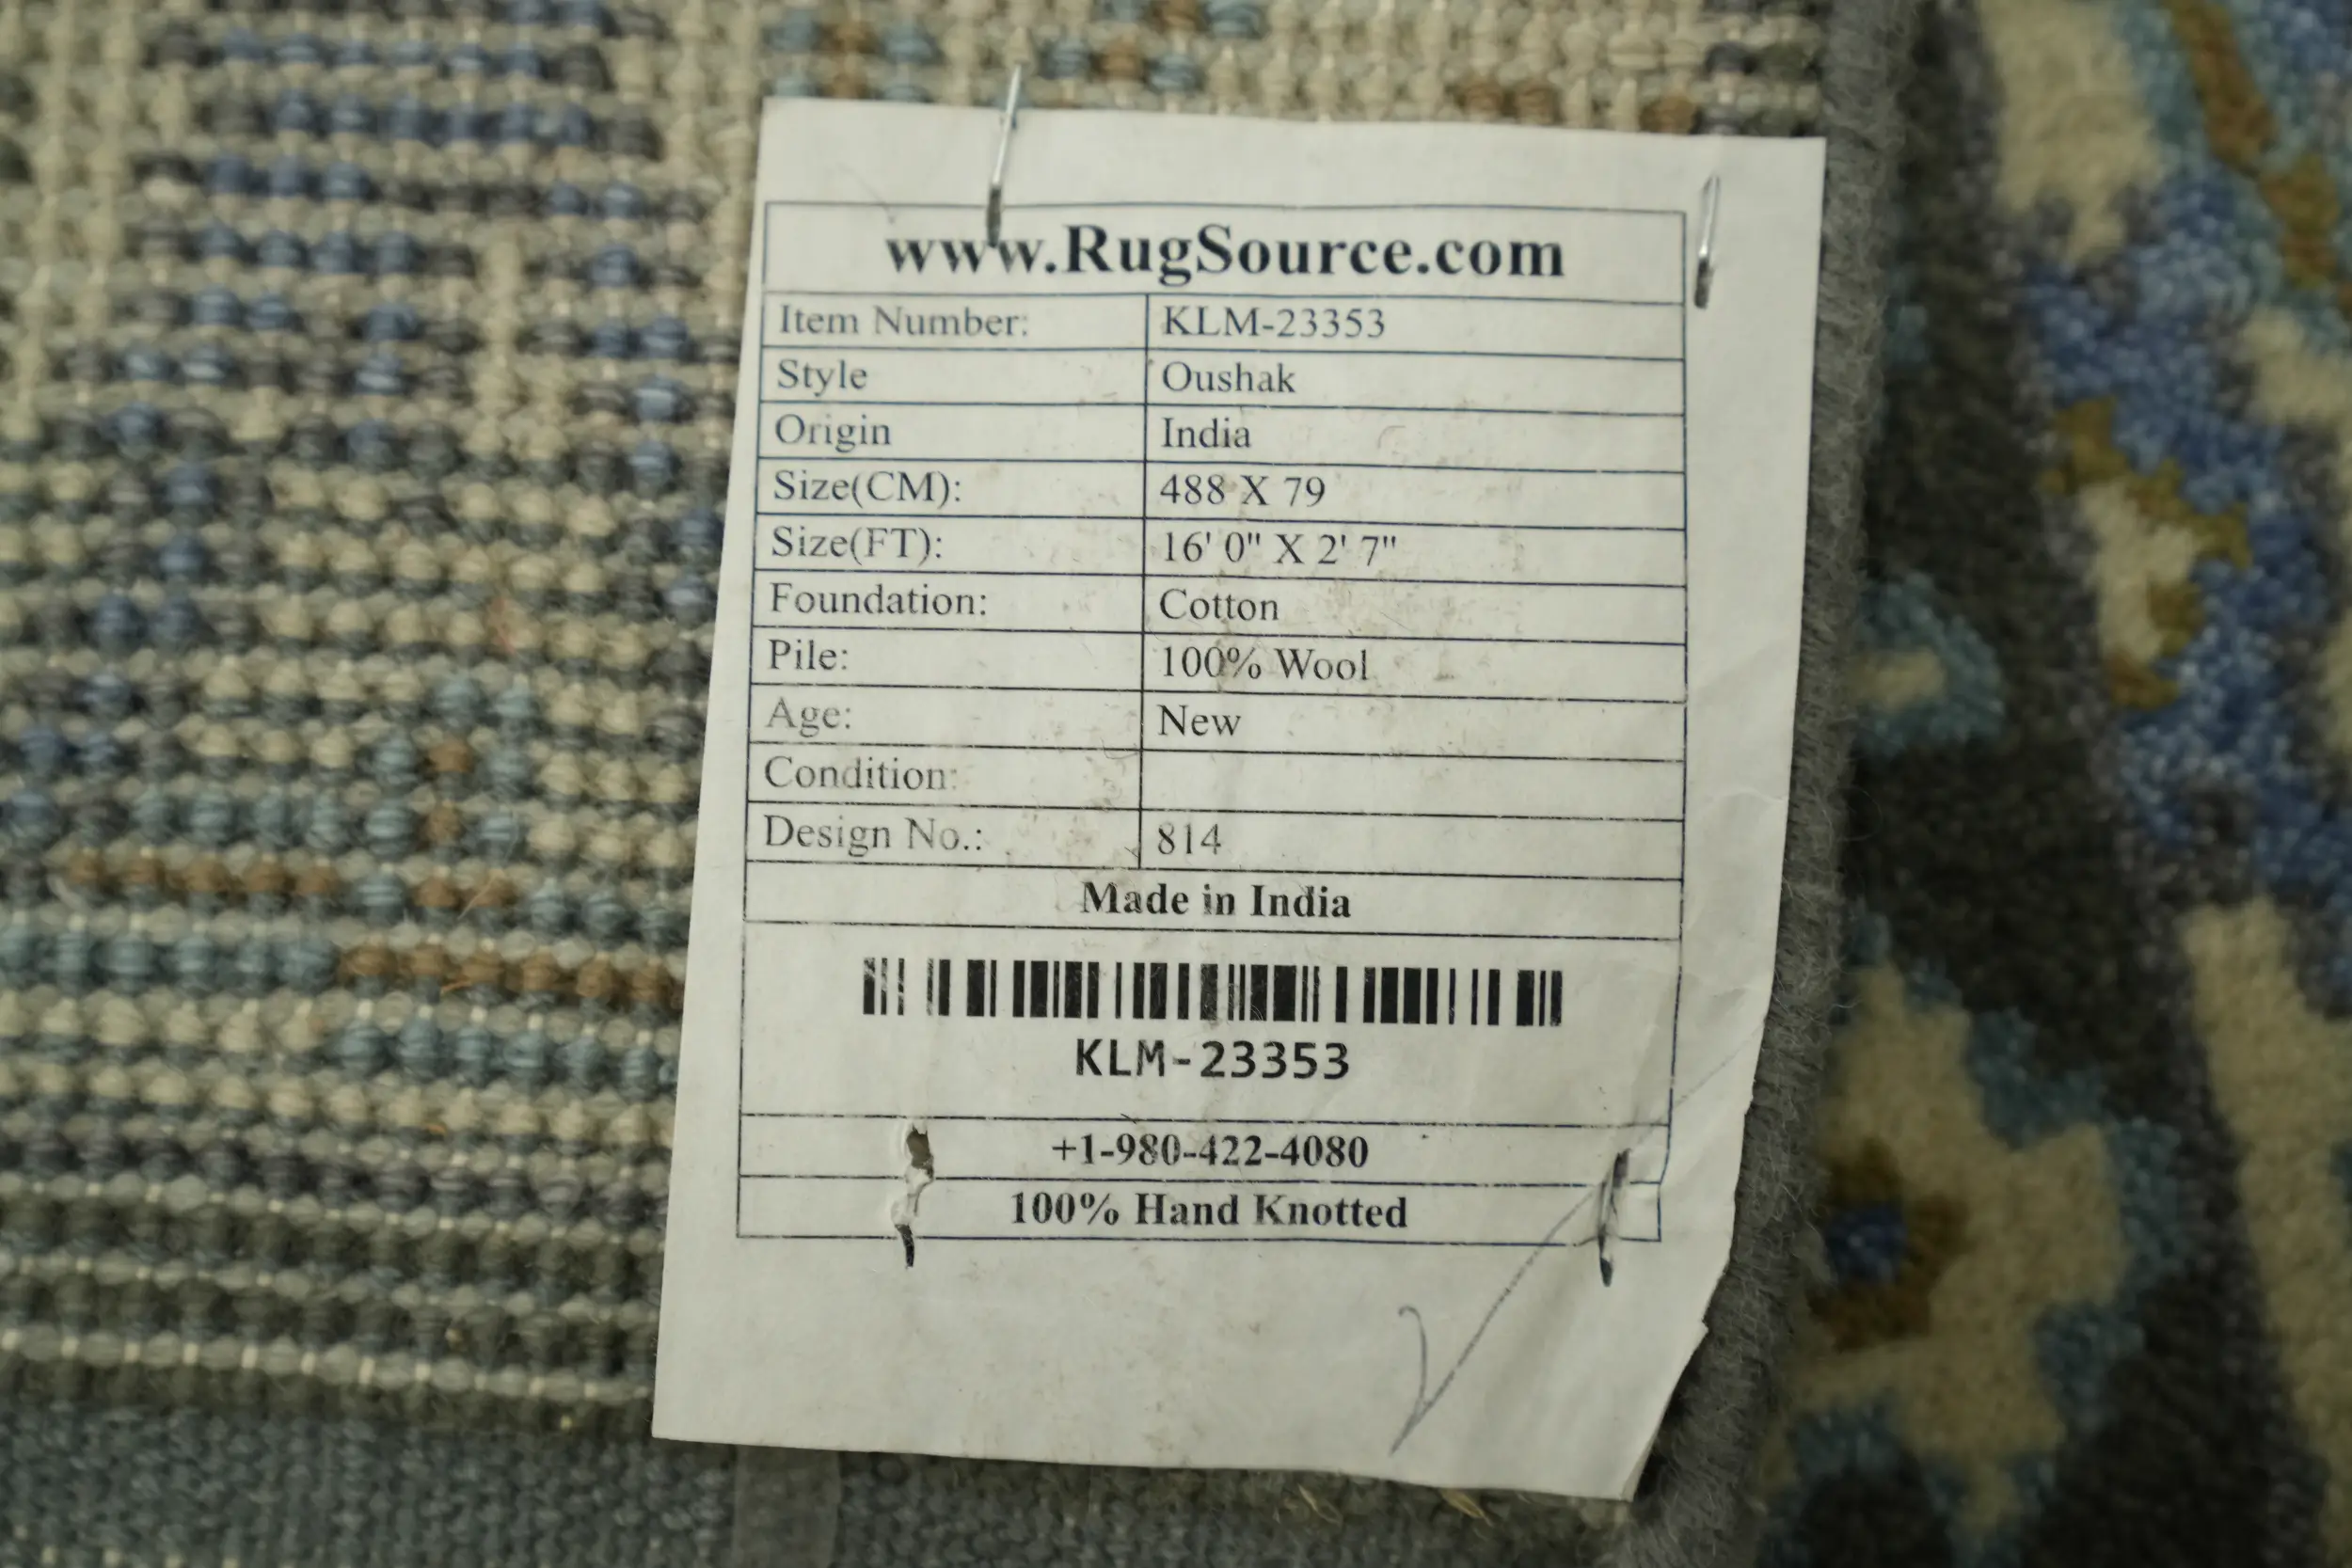 www.RugSource.com
Item Number: KLM-23353
Style Oushak
Origin India
Size(CM): 488 X 79
Size(FT): 16' 0" X 2' 7"
Foundation: Cotton
Pile: 100% Wool
Age: New
Condition:
Design No.: 814
Made in India
KLM-23353
+1-980-422-4080
100% Hand Knotted